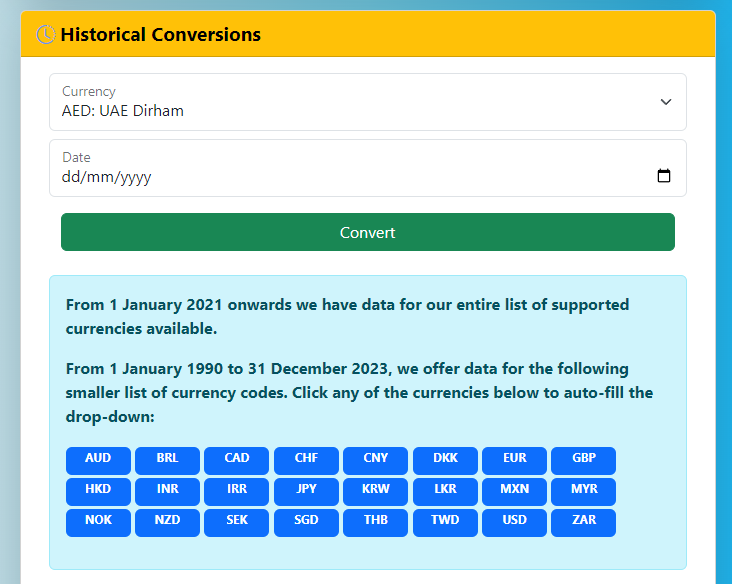 Historical Conversions
Currency
AED: UAE Dirham
Date
dd/mm/yyyy
Convert
From 1 January 2021 onwards we have data for our entire list of supported
currencies available.
From 1 January 1990 to 31 December 2023, we offer data for the following
smaller list of currency codes. Click any of the currencies below to auto-fill the
drop-down:
AUD BRL CAD CHF CNY DKK EUR GBP
HKD INR IRR JPY KRW LKR MXN MYR
NOK NZD SEK SGD THB TWD USD ZAR